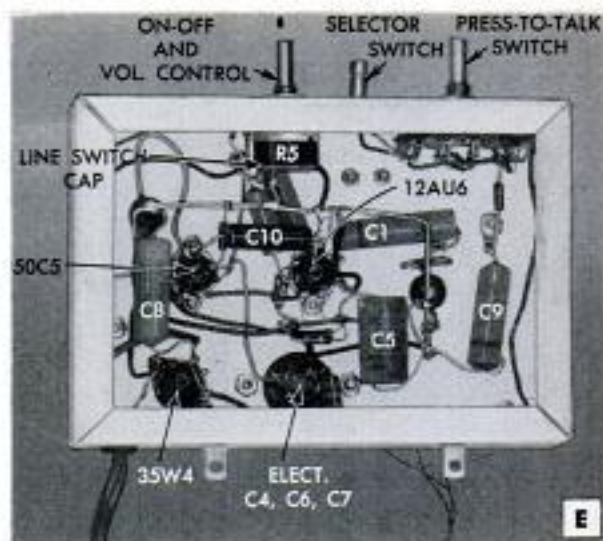 ON-OFF
AND
VOL. CONTROL
SELECTOR
SWITCH
PRESS-TO-TALK
SWITCH
LINE SWITCH
CAP
R5
12AU6
C10
C1
50C5
C8
C5
C9
35W4
ELECT.
C4, C6, C7
E